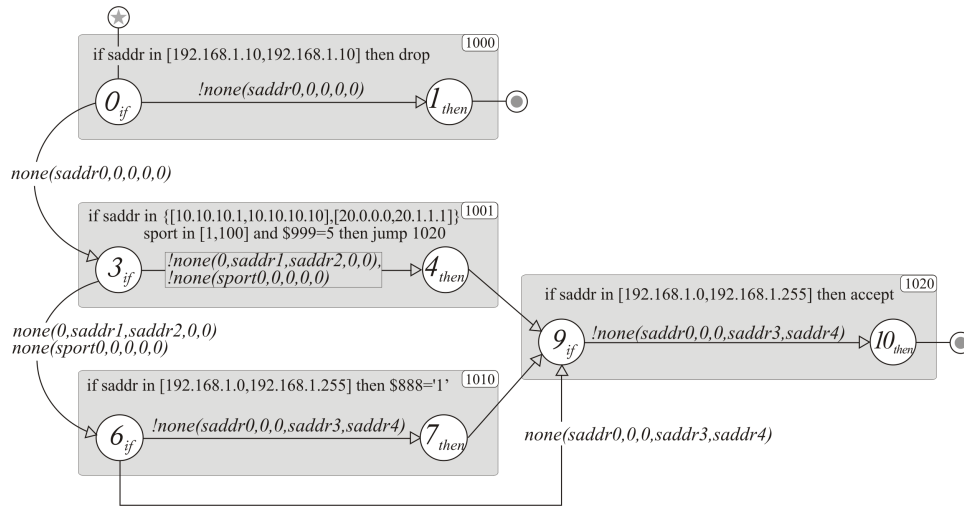 1000
if saddr in [192.168.1.10,192.168.1.10] then drop
!none(saddr0,0,0,0,0)
0if
1then
none(saddr0,0,0,0,0)
1001
if saddr in {[10.10.10.1,10.10.10.10],[20.0.0.0,20.1.1.1]}
sport in [1,100] and $999=5 then jump 1020
!none(0,saddr1,saddr2,0,0),
!none(sport0,0,0,0,0)
3if
4then
1020
if saddr in [192.168.1.0,192.168.1.255] then accept
none(0,saddr1,saddr2,0,0)
none(sport0,0,0,0,0)
!none(saddr0,0,0,saddr3,saddr4)
9if
10then
1010
if saddr in [192.168.1.0,192.168.1.255] then $888='1’
!none(saddr0,0,0,saddr3,saddr4)
6if
7then
none(saddr0,0,0,saddr3,saddr4)